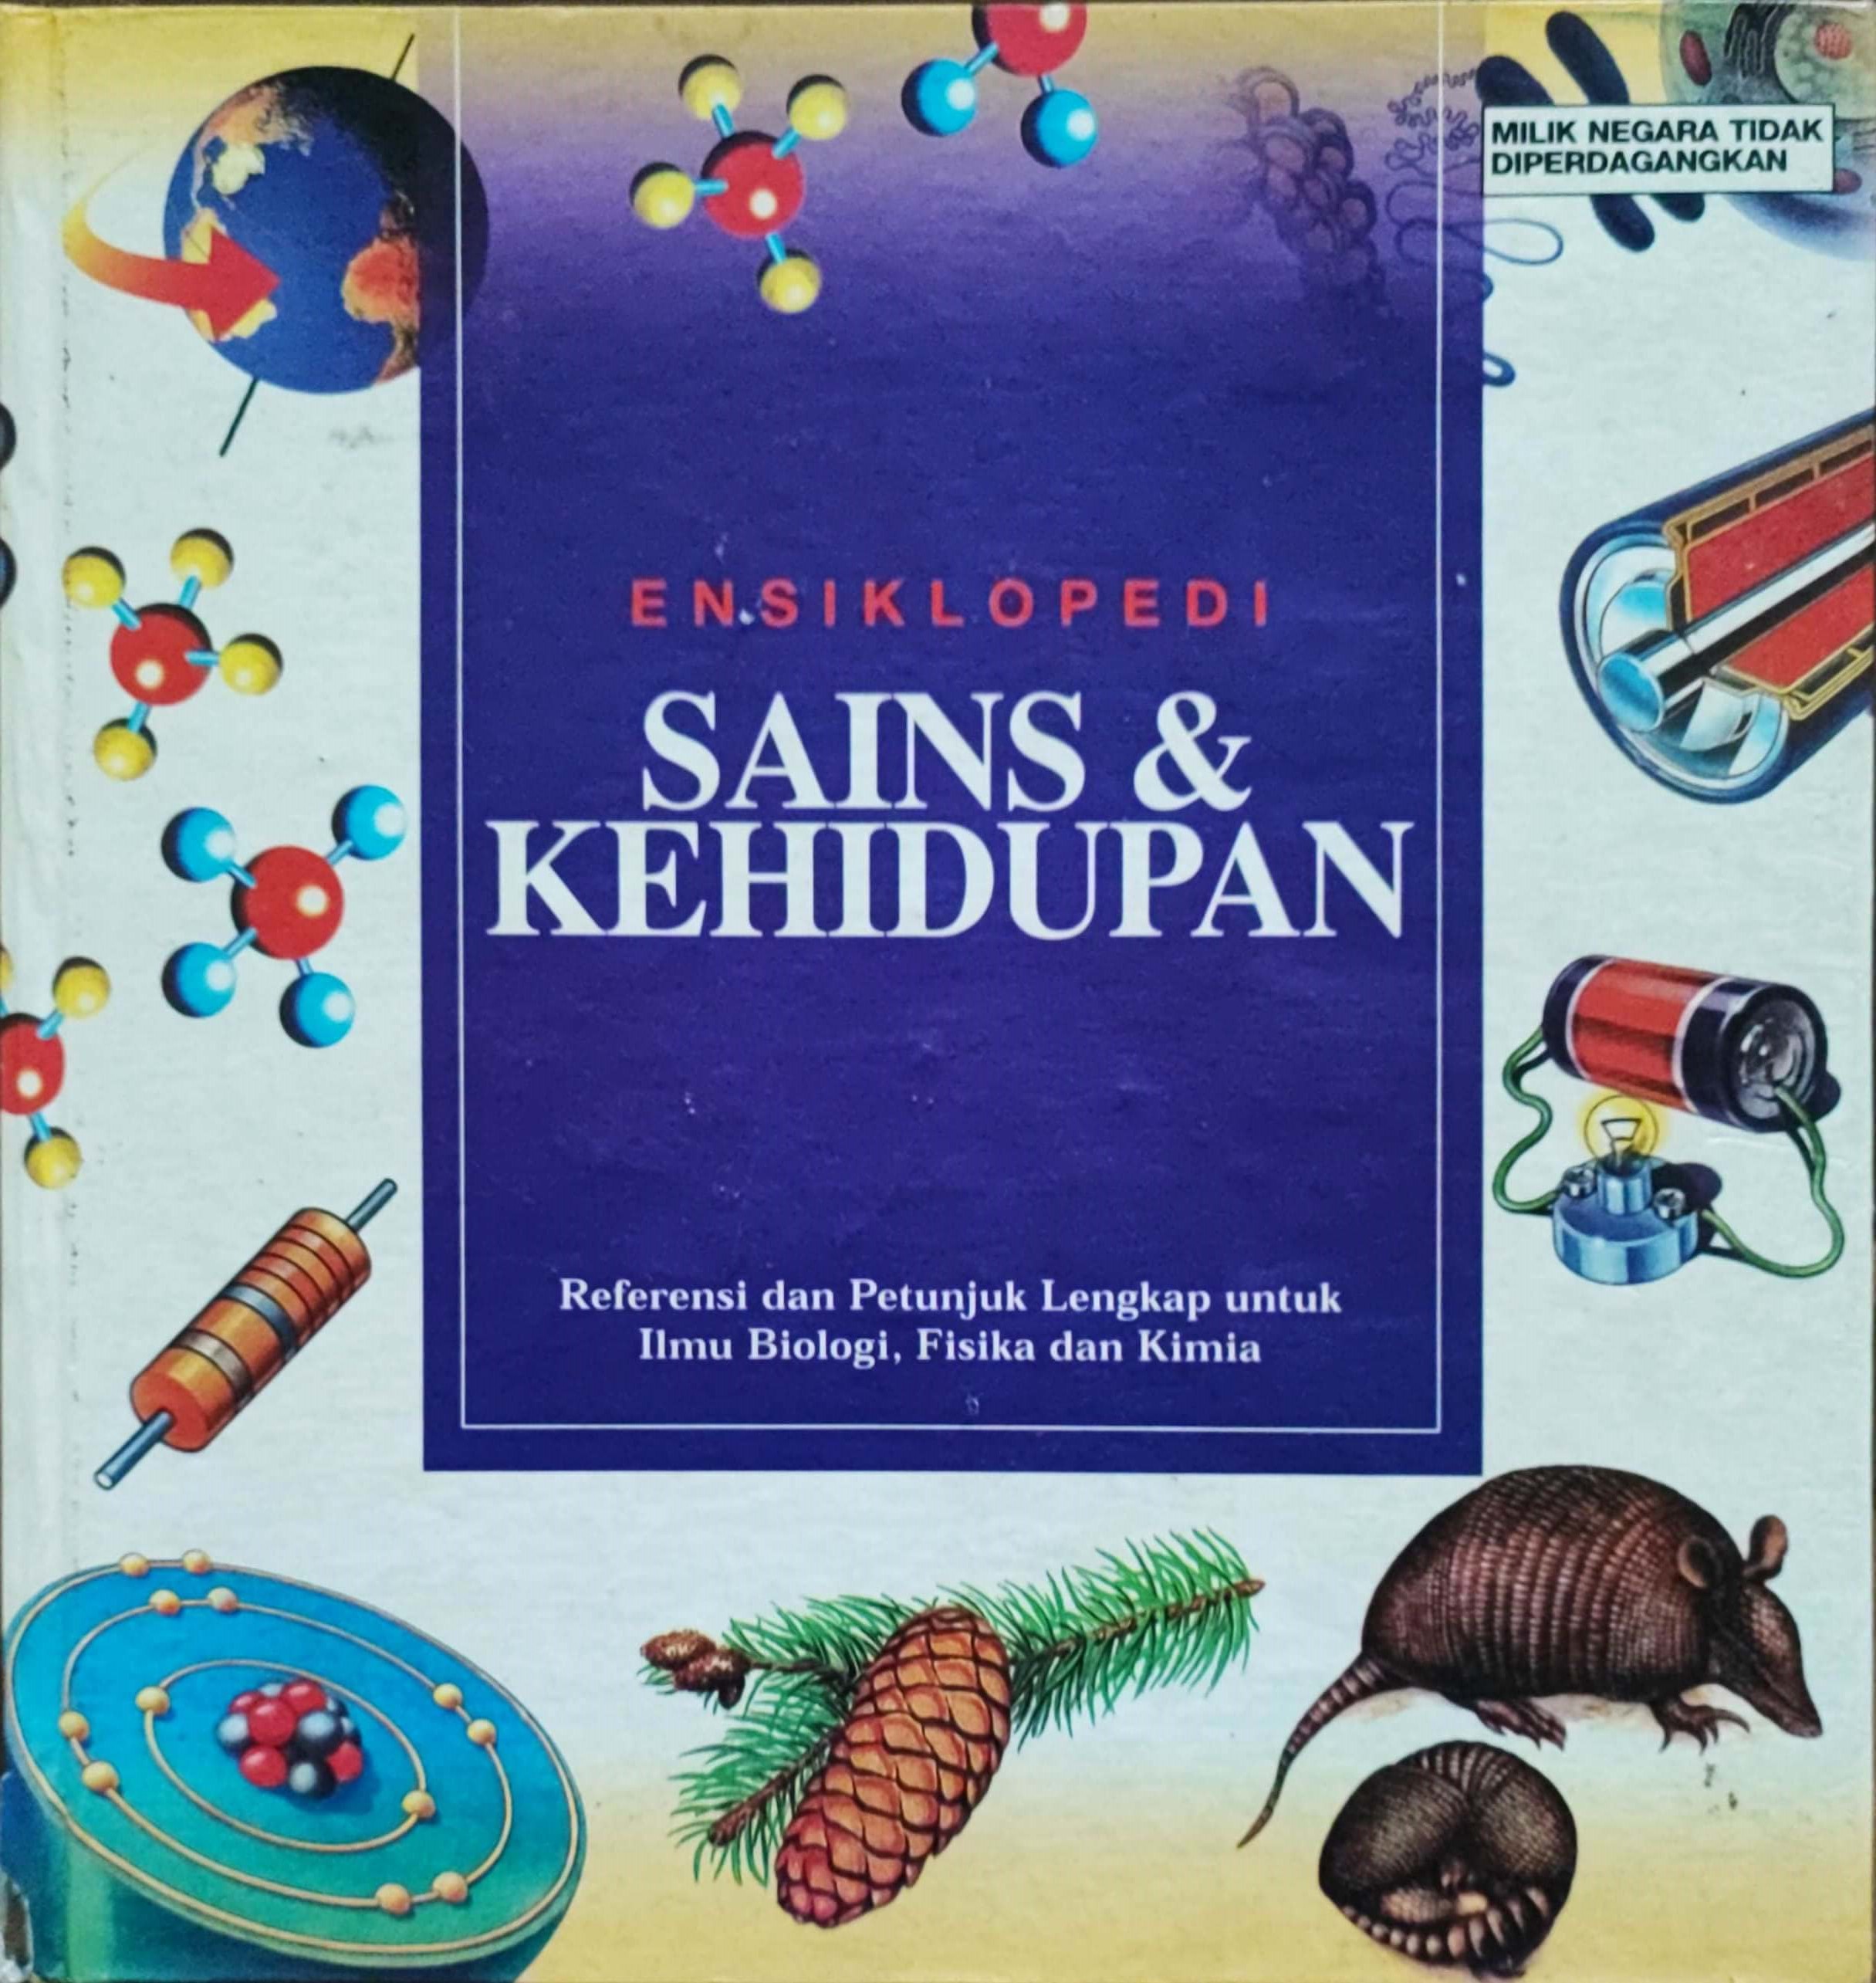 MILIK NEGARA TIDAK
DIPERDAGANGKAN
ENSIKLOPEDI
SAINS &
KEHIDUPAN
Referensi dan Petunjuk Lengkap untuk
Ilmu Biologi, Fisika dan Kimia